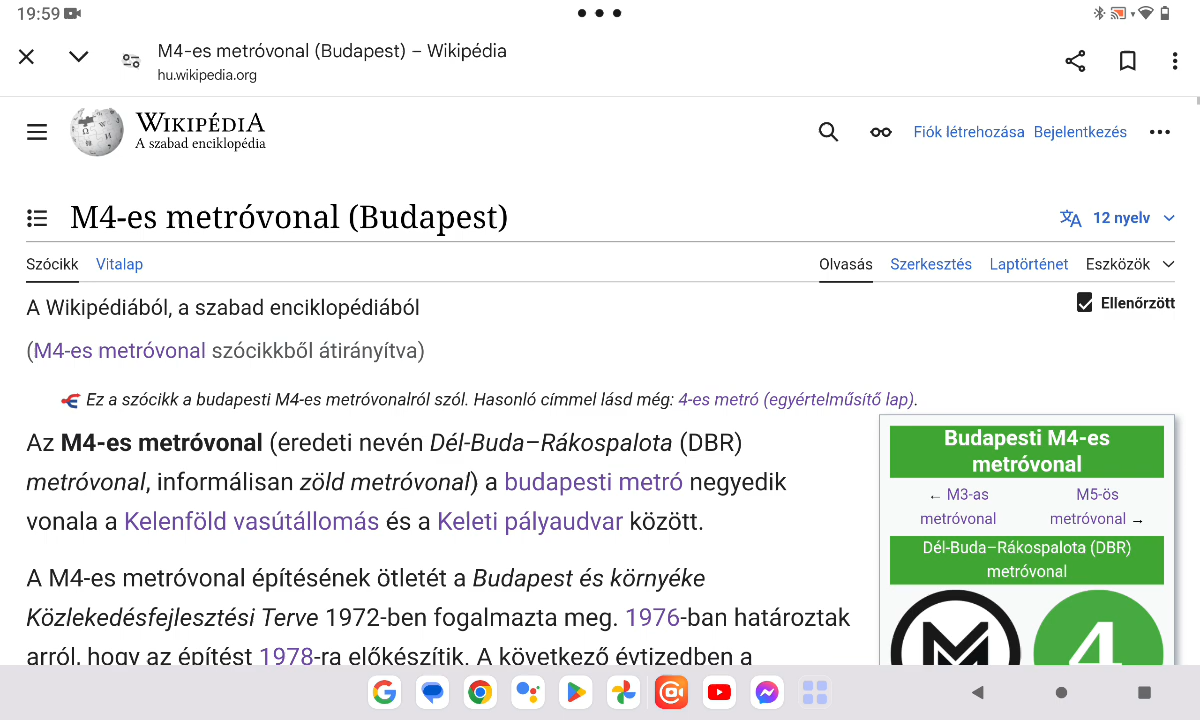 19:59
M4-es metróvonal (Budapest) – Wikipédia
hu.wikipedia.org
WIKIPÉDIA
A szabad enciklopédia
Fiók létrehozása Bejelentkezés
M4-es metróvonal (Budapest)
12 nyelv
Szócikk Vitalap Olvasás Szerkesztés Laptörténet Eszközök
A Wikipédiából, a szabad enciklopédiából
Ellenőrzött
(M4-es metróvonal szócikkből átirányítva)
Ez a szócikk a budapesti M4-es metróvonalról szól. Hasonló címmel lásd még: 4-es metró (egyértelműsítő lap).
Az M4-es metróvonal (eredeti nevén Dél-Buda–Rákospalota (DBR)
metróvonal, informálisan zöld metróvonal) a budapesti metró negyedik
vonala a Kelenföld vasútállomás és a Keleti pályaudvar között.
A M4-es metróvonal építésének ötletét a Budapest és környéke
Közlekedésfejlesztési Terve 1972-ben fogalmazta meg. 1976-ban határoztak
arról, hogy az építést 1978-ra előkészítik. A következő évtizedben a
Budapesti M4-es
metróvonal
← M3-as
metróvonal
M5-ös
metróvonal →
Dél-Buda–Rákospalota (DBR)
metróvonal
M
4